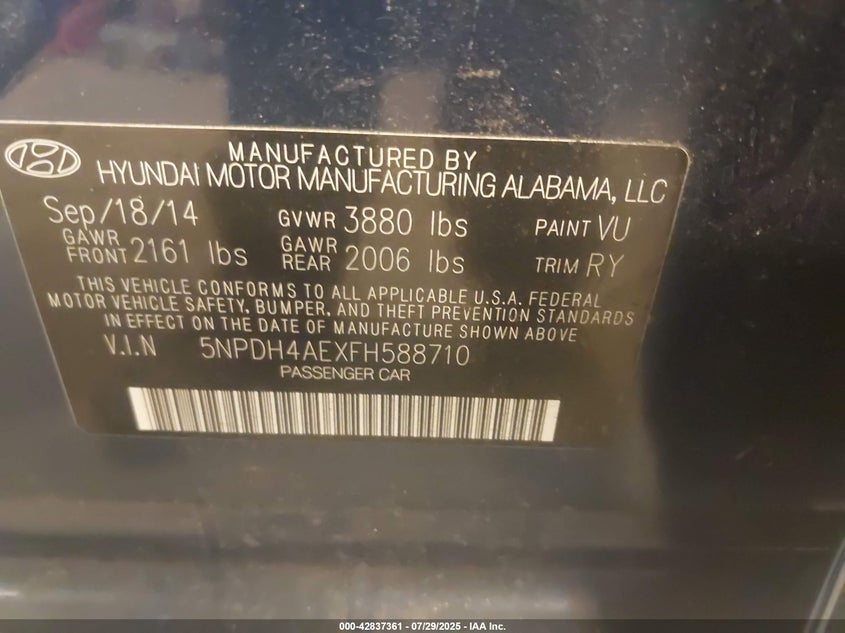 MANUFACTURED BY
HYUNDAI MOTOR MANUFACTURING ALABAMA, LLC
Sep/18/14 GVWR 3880 lbs PAINT VU
GAWR FRONT 2161 lbs GAWR REAR 2006 lbs TRIM RY
THIS VEHICLE CONFORMS TO ALL APPLICABLE U.S.A. FEDERAL
MOTOR VEHICLE SAFETY, BUMPER, AND THEFT PREVENTION STANDARDS
IN EFFECT ON THE DATE OF MANUFACTURE SHOWN ABOVE
V.I.N 5NPDH4AEXFH588710
PASSENGER CAR
000-42837361 / 07/29/2025 - IAA Inc.